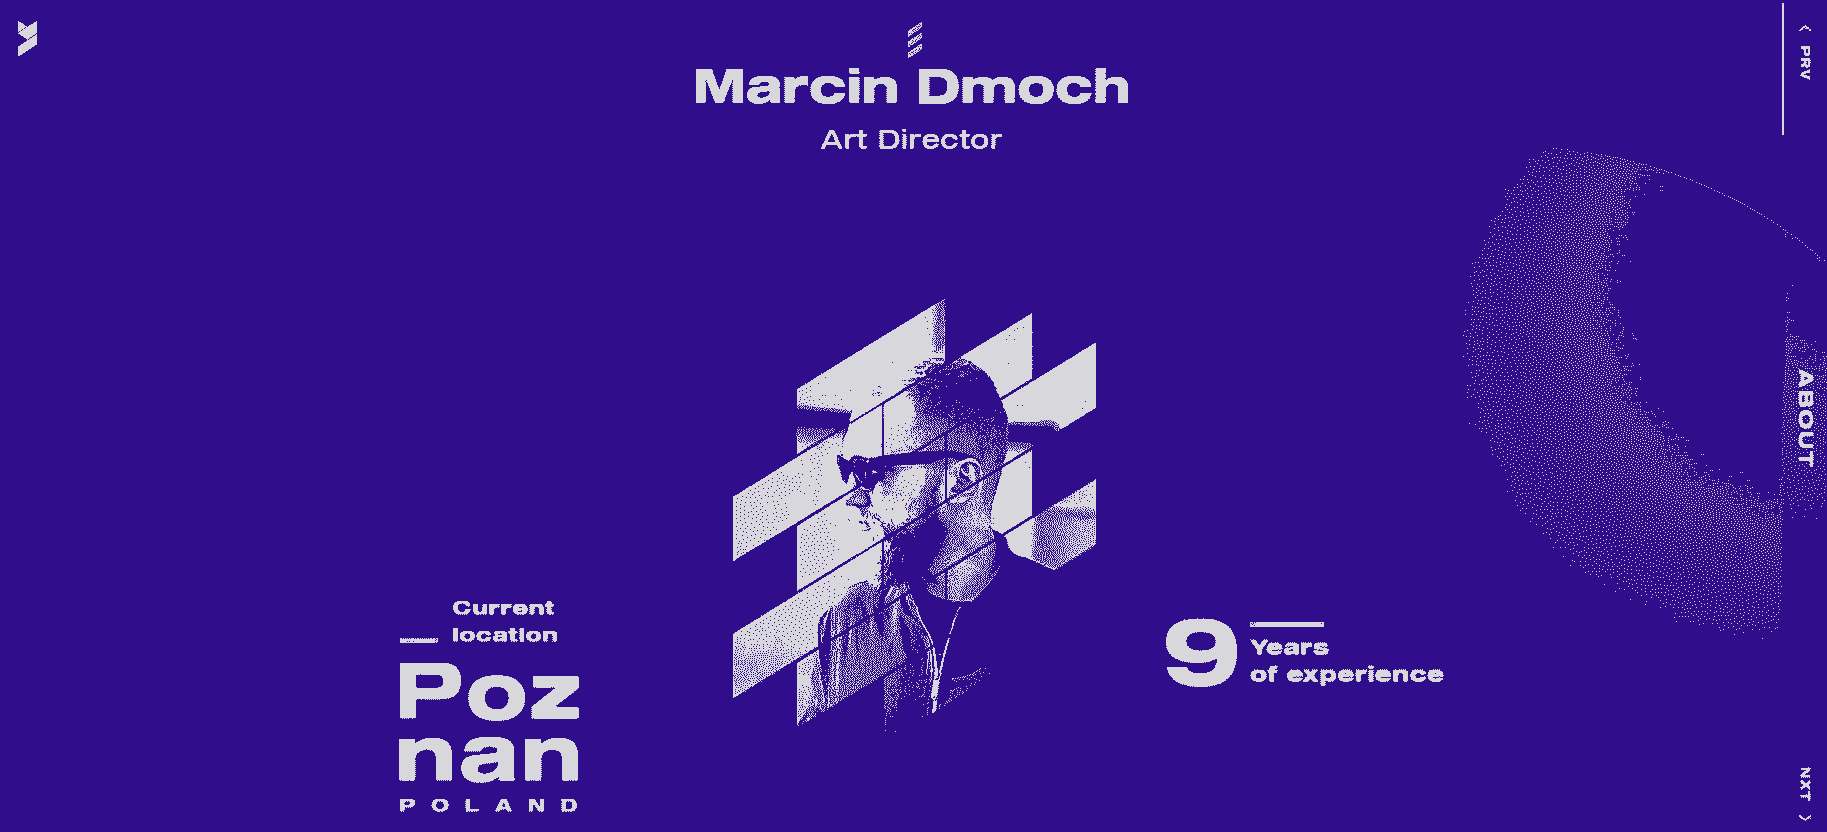 Marcin Dmoch
Art Director
< PRV
ABOUT
Current
location
Poz
nan
POLAND
9
Years
of experience
NXT >